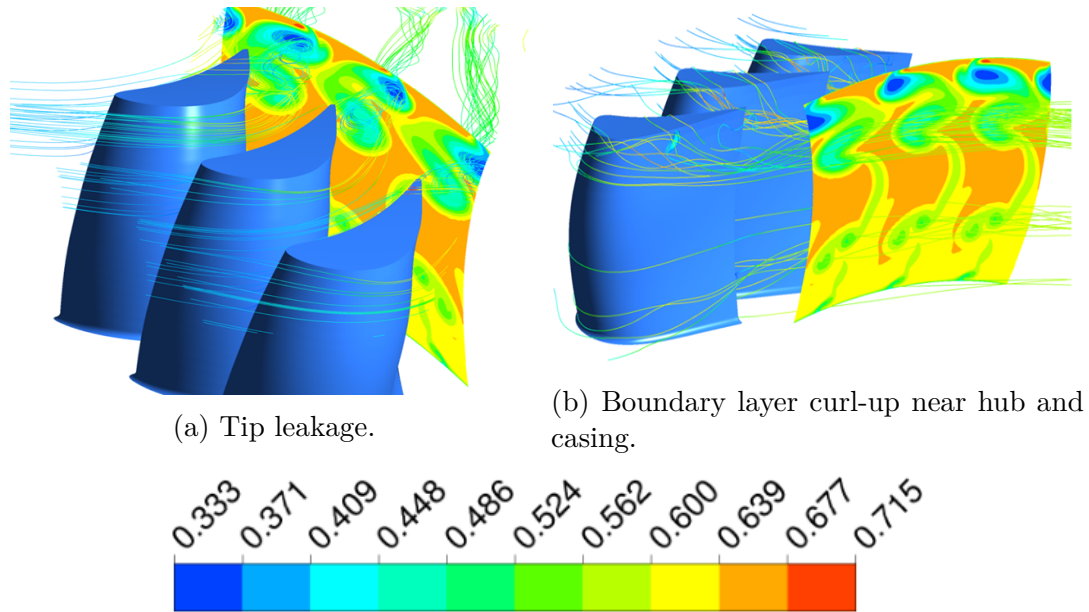 (a) Tip leakage.
(b) Boundary layer curl-up near hub and
casing.
0.333 0.371 0.409 0.448 0.486 0.524 0.562 0.600 0.639 0.677 0.715